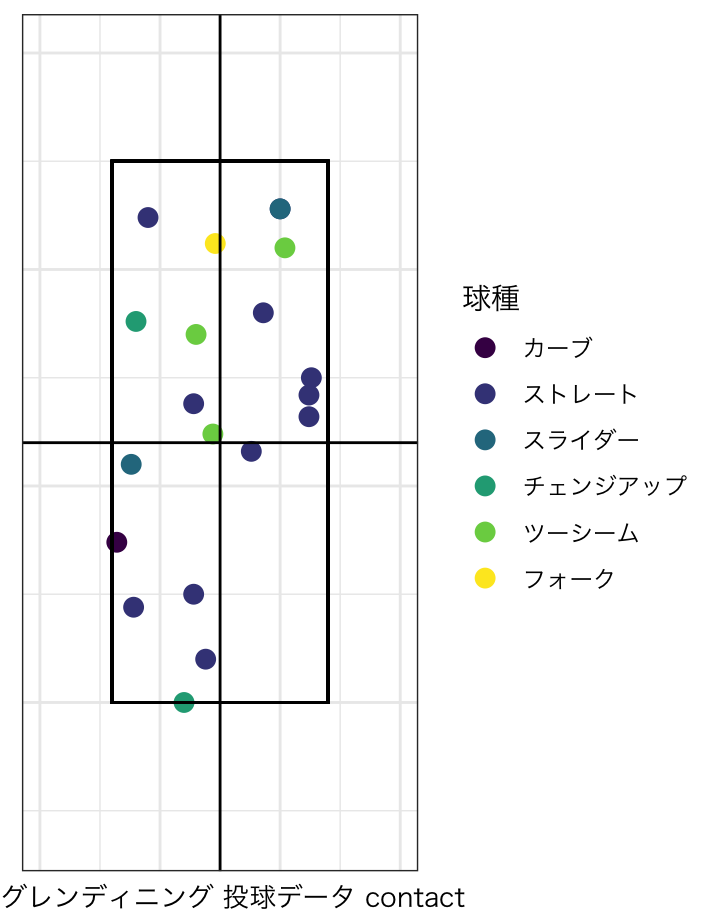 球種
カーブ
ストレート
スライダー
チェンジアップ
ツーシーム
フォーク
グレンディニング 投球データ contact